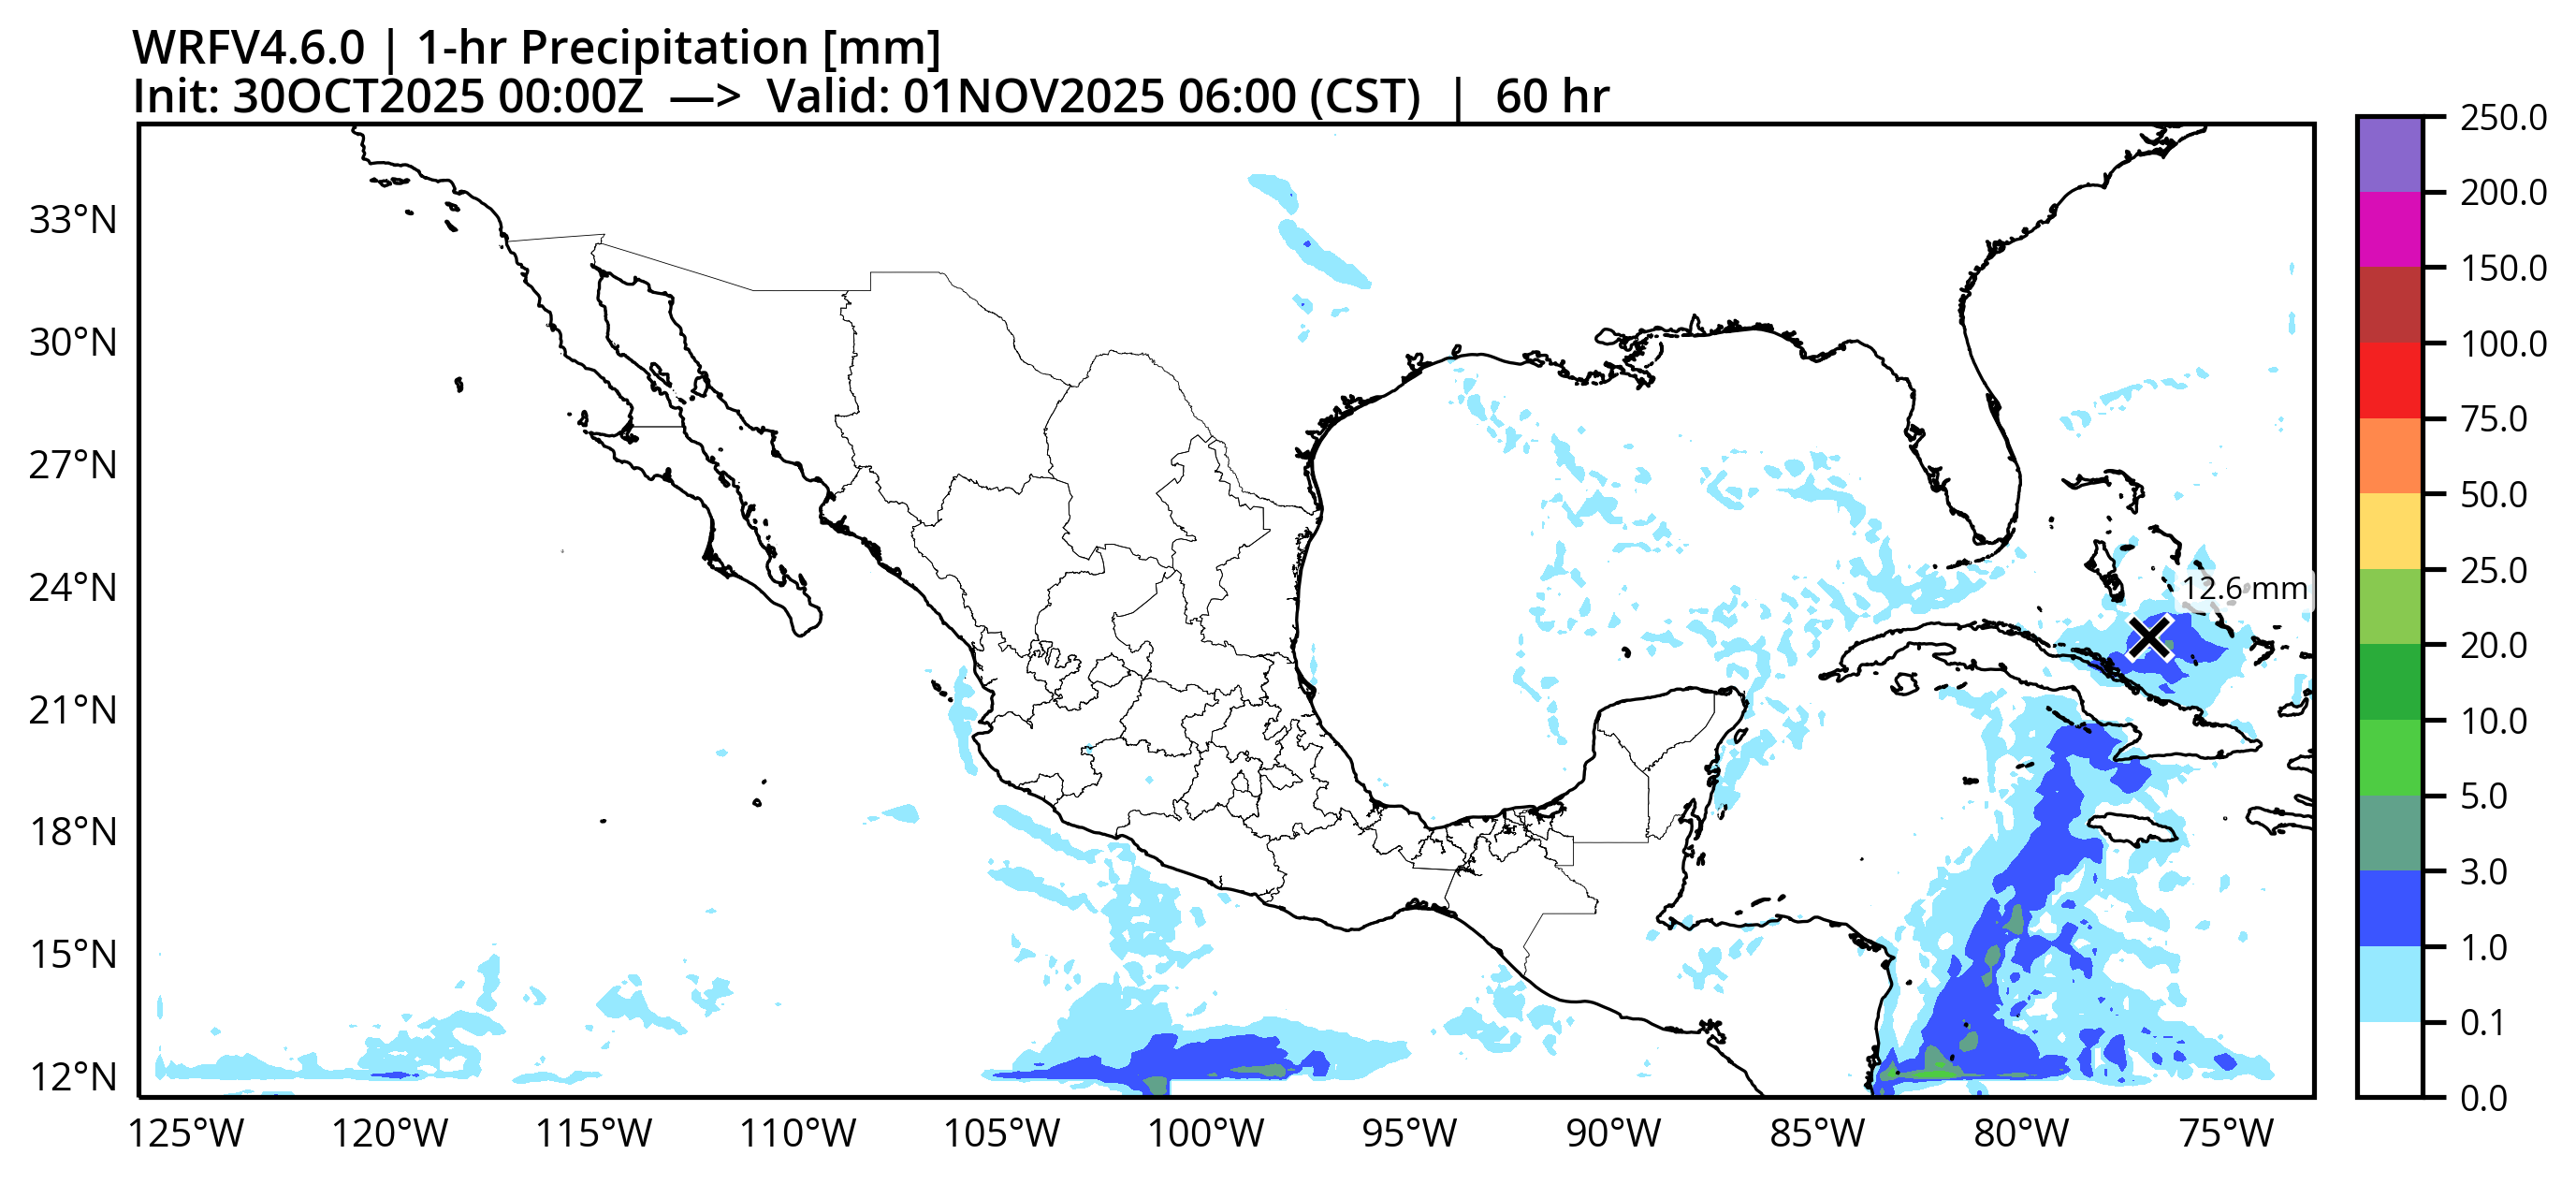 WRFV4.6.0 | 1-hr Precipitation [mm]
Init: 30OCT2025 00:00Z —> Valid: 01NOV2025 06:00 (CST) | 60 hr
33°N
30°N
27°N
24°N
21°N
18°N
15°N
12°N
125°W 120°W 115°W 110°W 105°W 100°W 95°W 90°W 85°W 80°W 75°W
12.6 mm
250.0
200.0
150.0
100.0
75.0
50.0
25.0
20.0
10.0
5.0
3.0
1.0
0.1
0.0